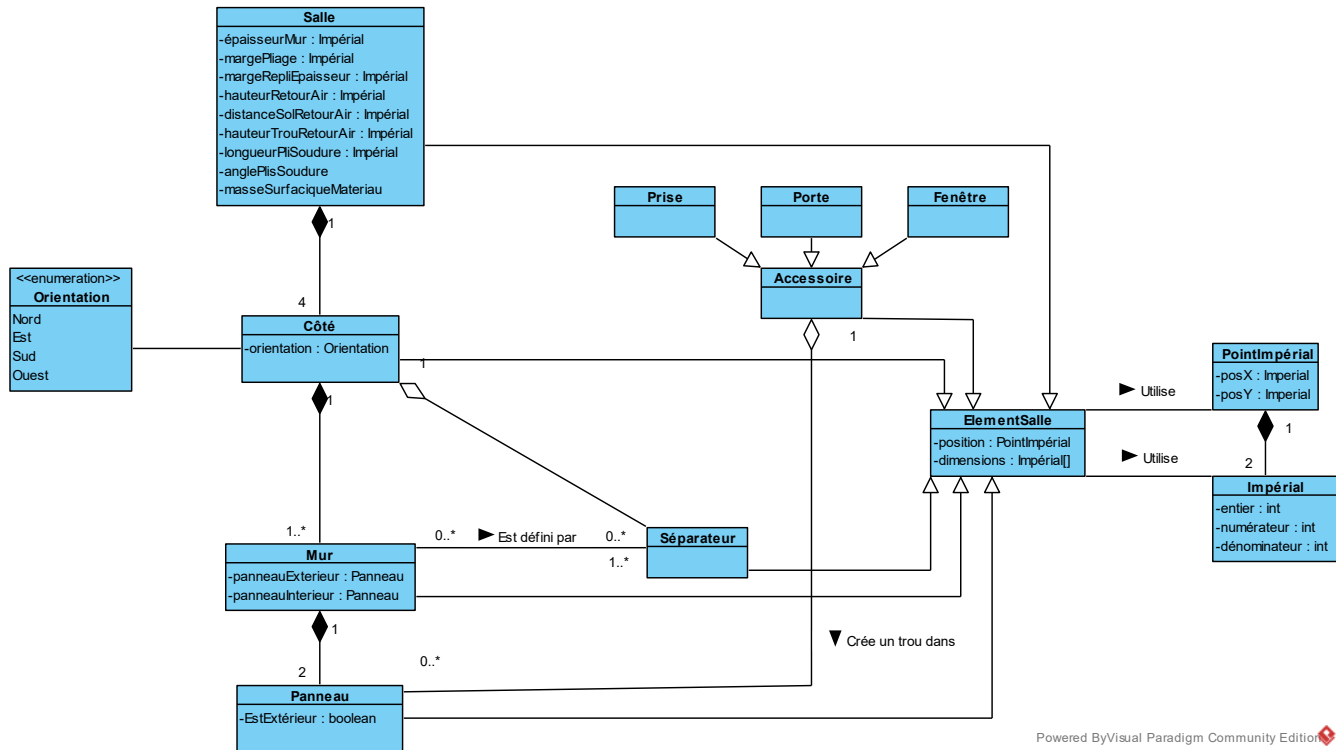 Salle
-épaisseurMur : Impérial
-margePliage : Impérial
-margeRepliEpaisseur : Impérial
-hauteurRetourAir : Impérial
-distanceSolRetourAir : Impérial
-hauteurTrouRetourAir : Impérial
-longueurPliSoudure : Impérial
-anglePlisSoudure
-masseSurfaciqueMateriau
Prise
Porte
Fenêtre
1
<<enumeration>>
Orientation
Nord
Est
Sud
Ouest
Accessoire
4
Côté
-orientation : Orientation
1
1
PointImpérial
-posX : Imperial
-posY : Imperial
1
Utilise
ElementSalle
-position : PointImpérial
-dimensions : Impérial[]
1
Utilise
2
Impérial
-entier : int
-numérateur : int
-dénominateur : int
1..*
0..*
Est défini par
0..*
Séparateur
1..*
Mur
-panneauExterieur : Panneau
-panneauInterieur : Panneau
1
Crée un trou dans
2
0..*
Panneau
-EstExtérieur : boolean
Powered ByVisual Paradigm Community Edition